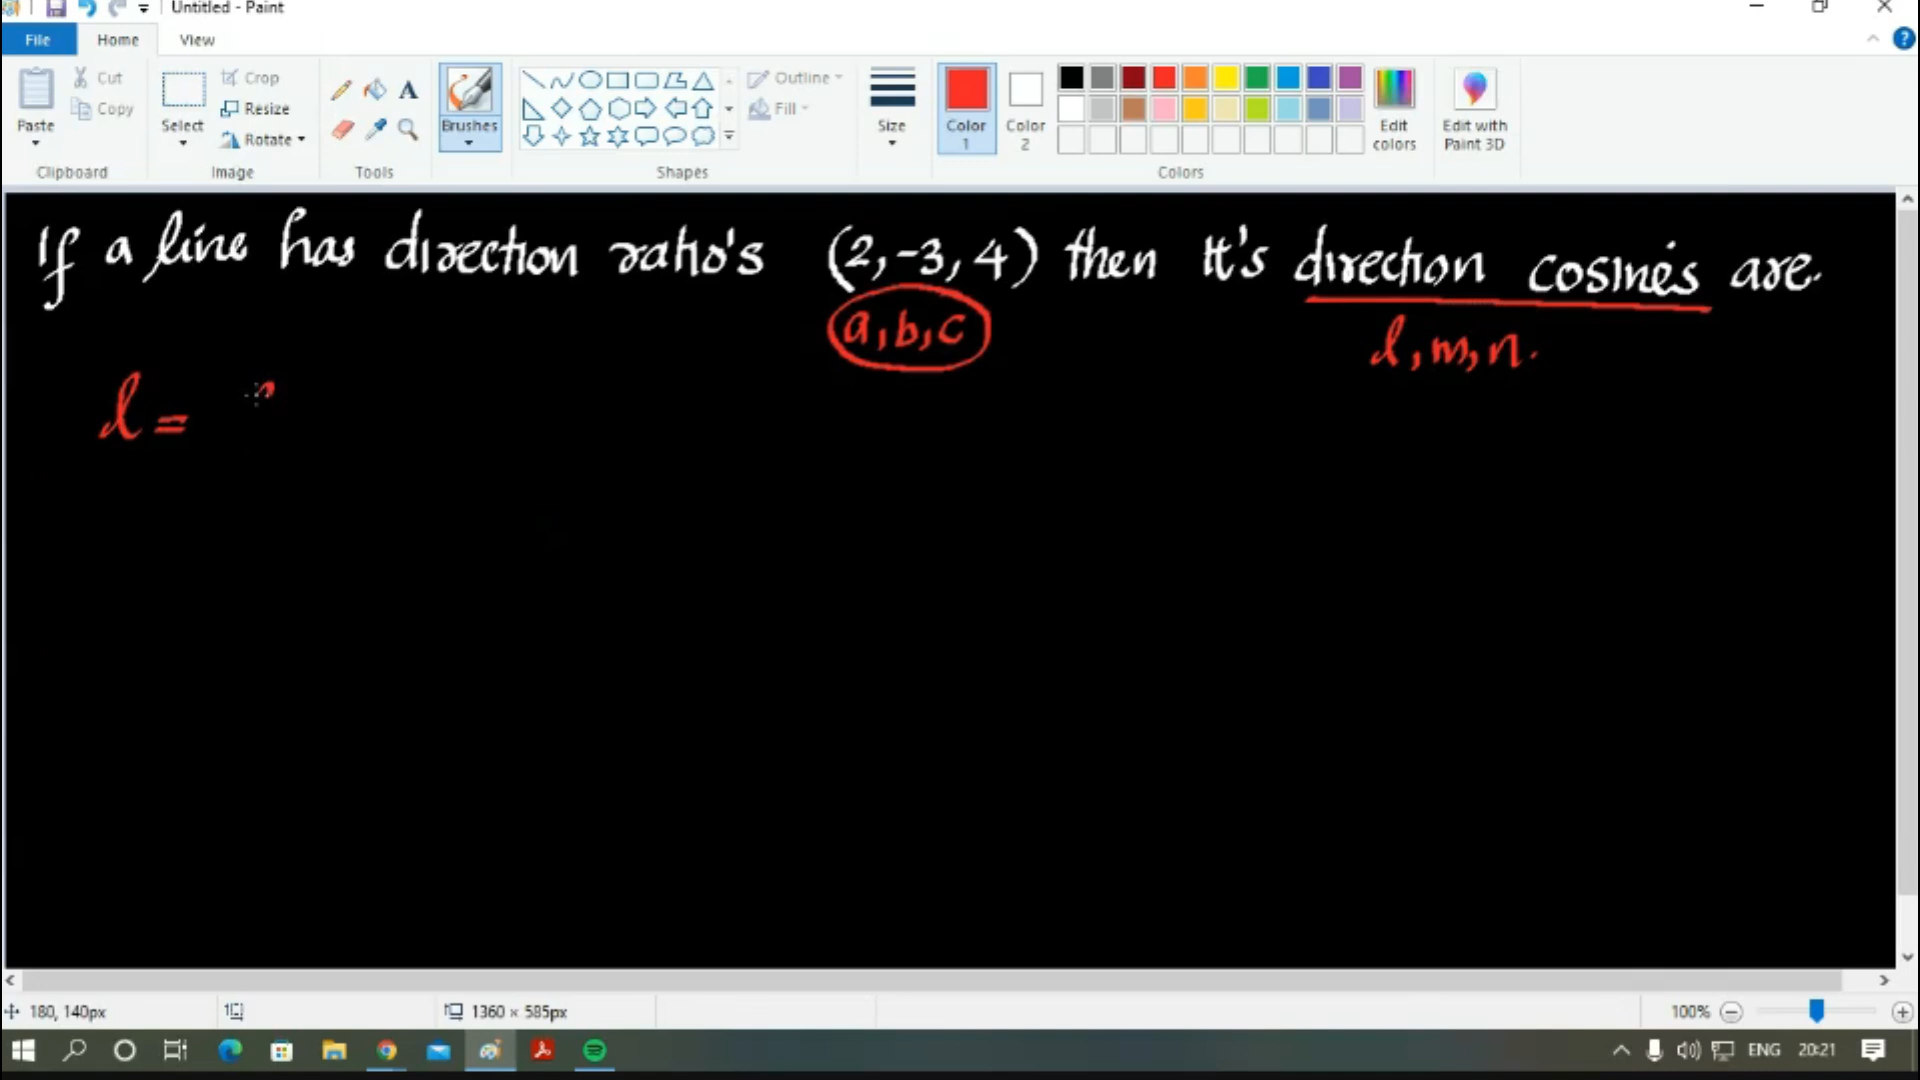 Untitled - Paint
File Home View
Paste Cut Copy Clipboard
Select Crop Resize Rotate Image
Tools
Brushes
Shapes
Outline Fill
Size
Color 1 Color 2
Edit colors
Edit with Paint 3D
Colors
If a line has direction ratio's (2,-3,4) then It's direction cosines are.
a,b,c
l,m,n.
l =
180, 140px
1360 × 585px
100%
ENG 20:21